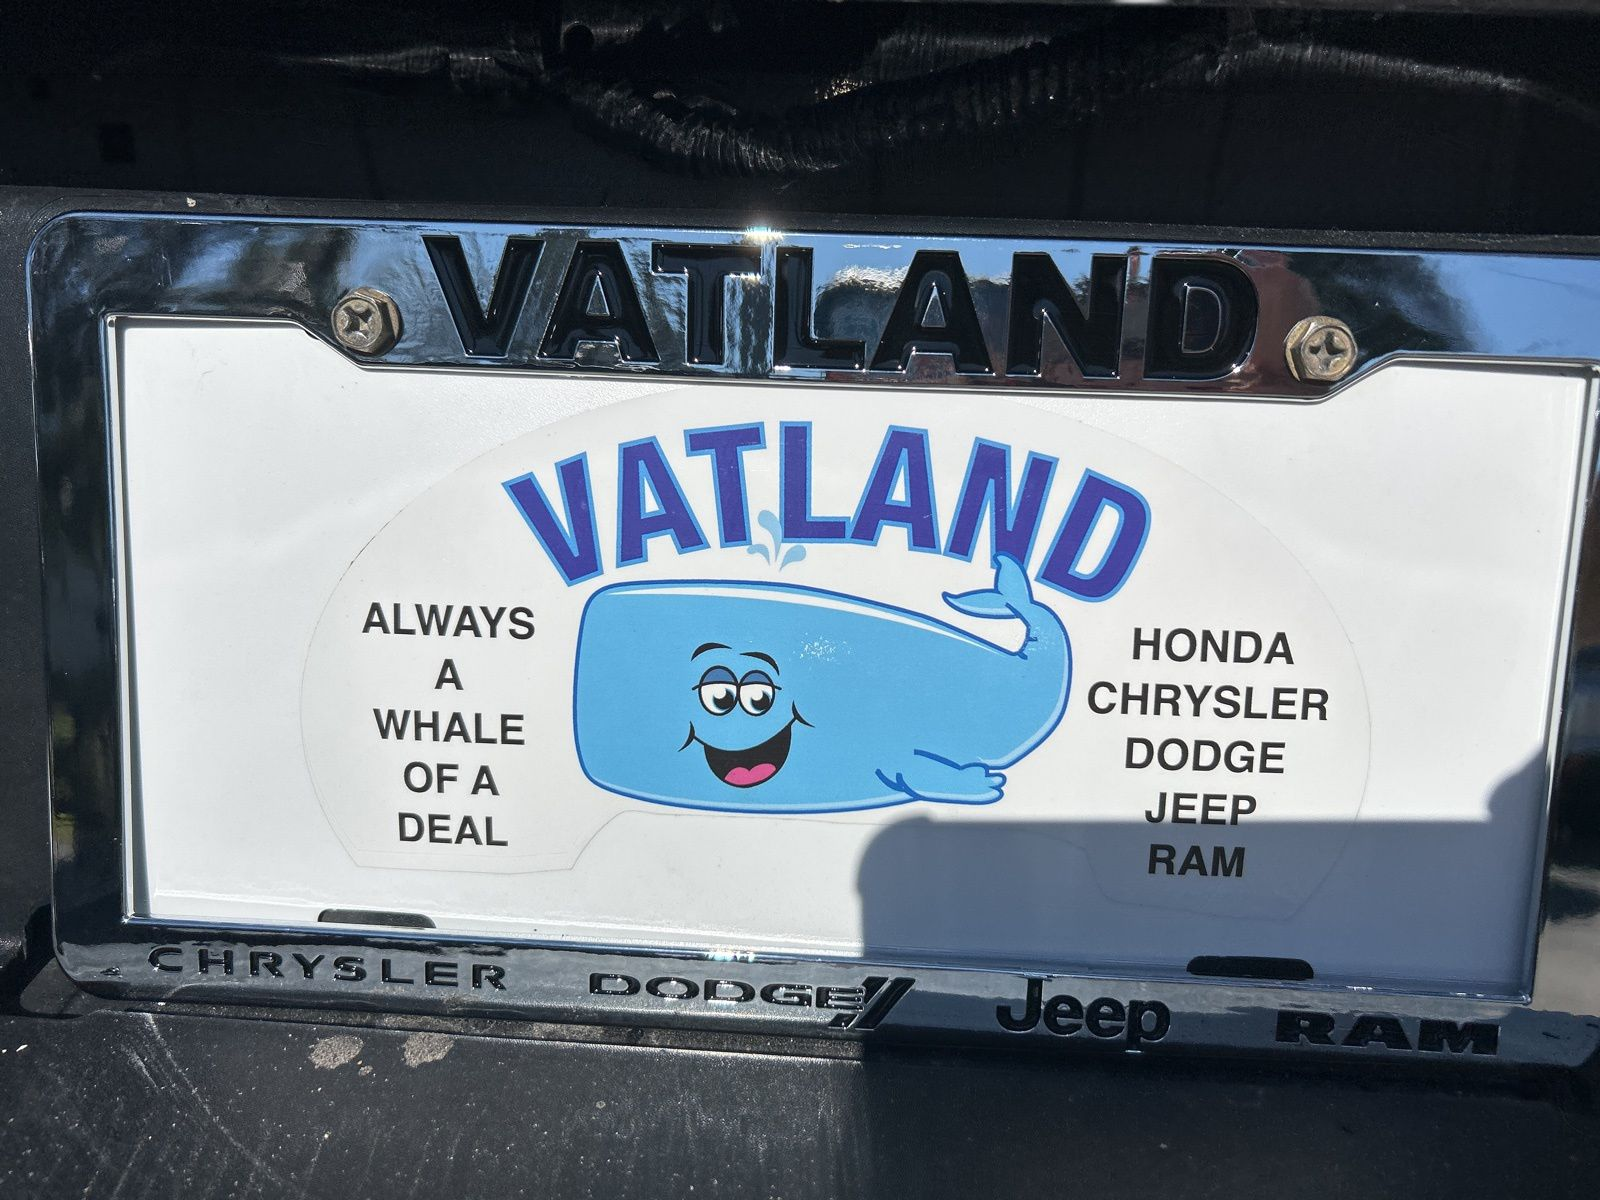 VATLAND
VATLAND
ALWAYS
A
WHALE
OF A
DEAL
HONDA
CHRYSLER
DODGE
JEEP
RAM
CHRYSLER DODGE Jeep RAM